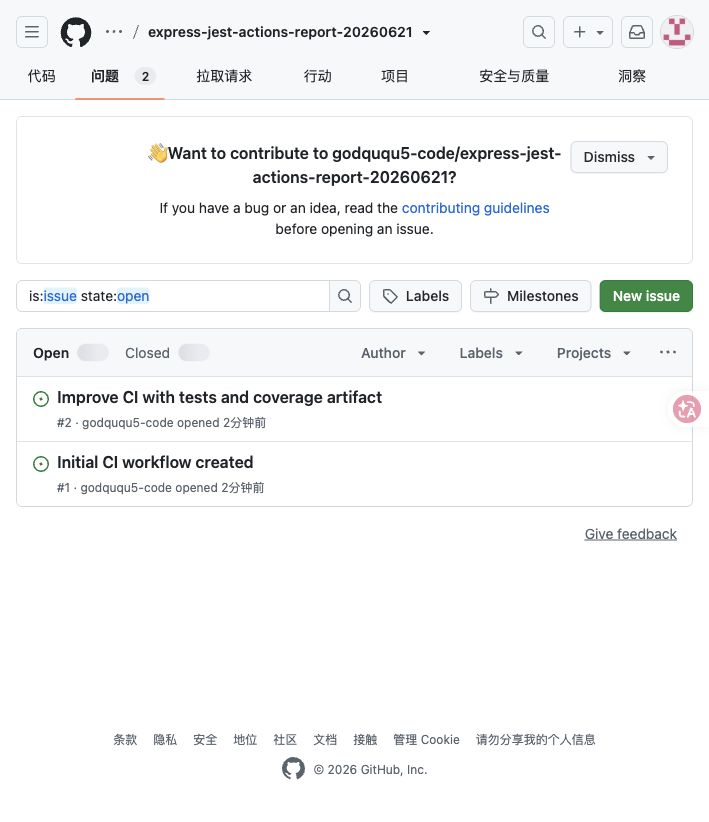 express-jest-actions-report-20260621
代码 问题 2 拉取请求 行动 项目 安全与质量 洞察
👋Want to contribute to godququ5-code/express-jest-
actions-report-20260621?
Dismiss
If you have a bug or an idea, read the contributing guidelines
before opening an issue.
is:issue state:open
Labels
Milestones
New issue
Open Closed Author Labels Projects
Improve CI with tests and coverage artifact
#2 · godququ5-code opened 2分钟前
Initial CI workflow created
#1 · godququ5-code opened 2分钟前
Give feedback
条款 隐私 安全 地位 社区 文档 接触 管理 Cookie 请勿分享我的个人信息
© 2026 GitHub, Inc.